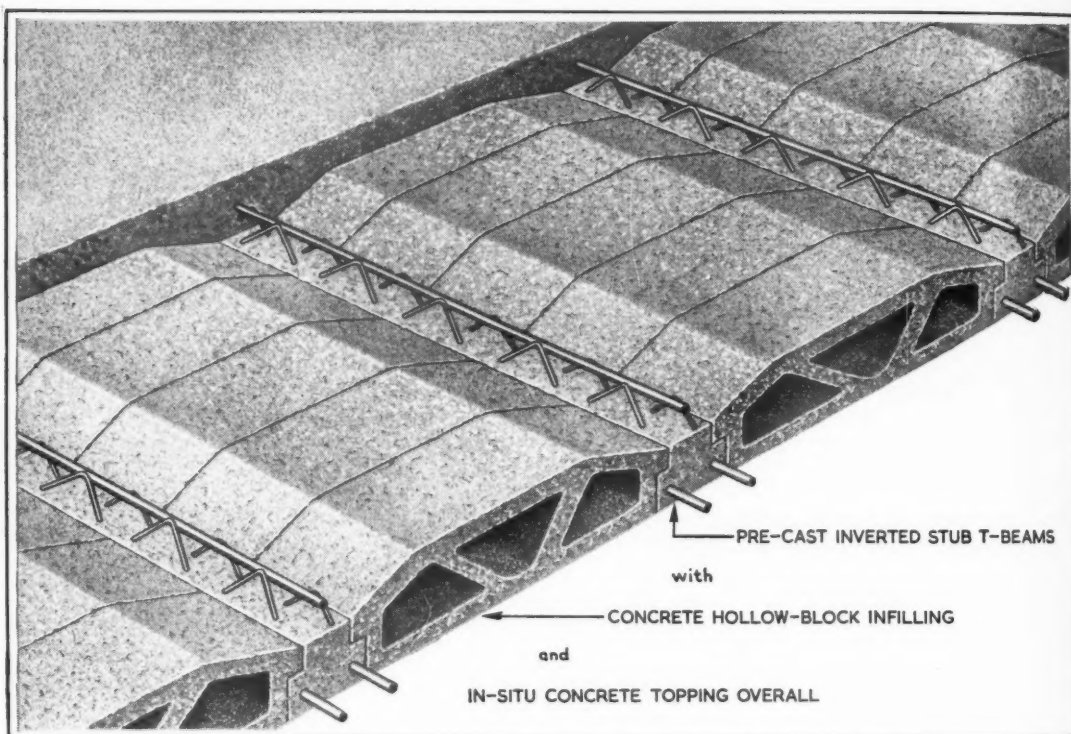 PRE-CAST INVERTED STUB T-BEAMS
with
CONCRETE HOLLOW-BLOCK INFILLING
and
IN-SITU CONCRETE TOPPING OVERALL